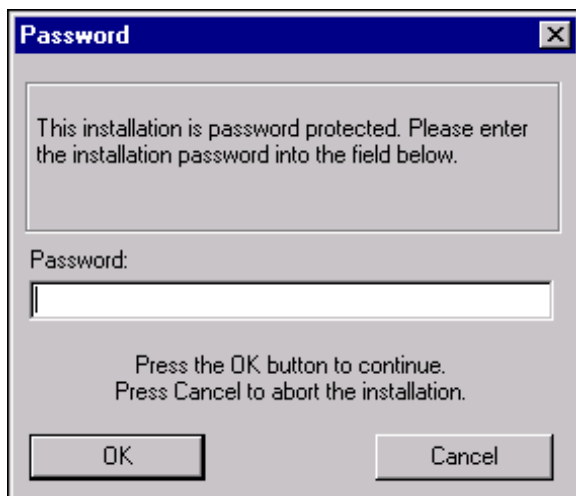 Password
This installation is password protected. Please enter
the installation password into the field below.
Password:
Press the OK button to continue.
Press Cancel to abort the installation.
OK
Cancel